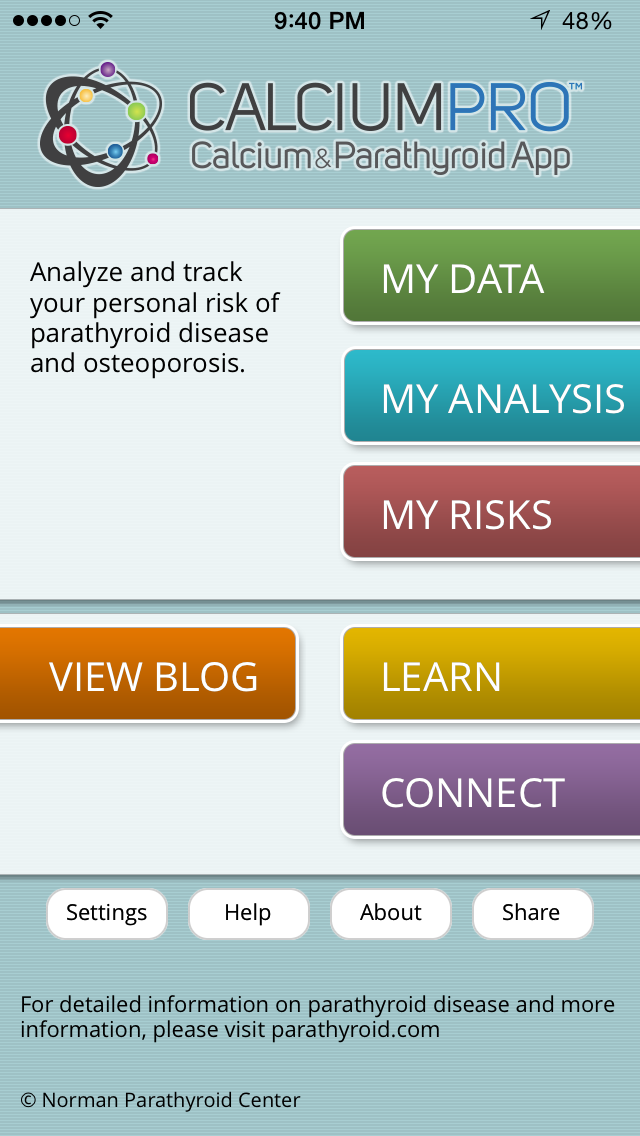 9:40 PM
48%
CALCIUMPRO™
Calcium&Parathyroid App
Analyze and track
your personal risk of
parathyroid disease
and osteoporosis.
MY DATA
MY ANALYSIS
MY RISKS
VIEW BLOG
LEARN
CONNECT
Settings
Help
About
Share
For detailed information on parathyroid disease and more
information, please visit parathyroid.com
© Norman Parathyroid Center